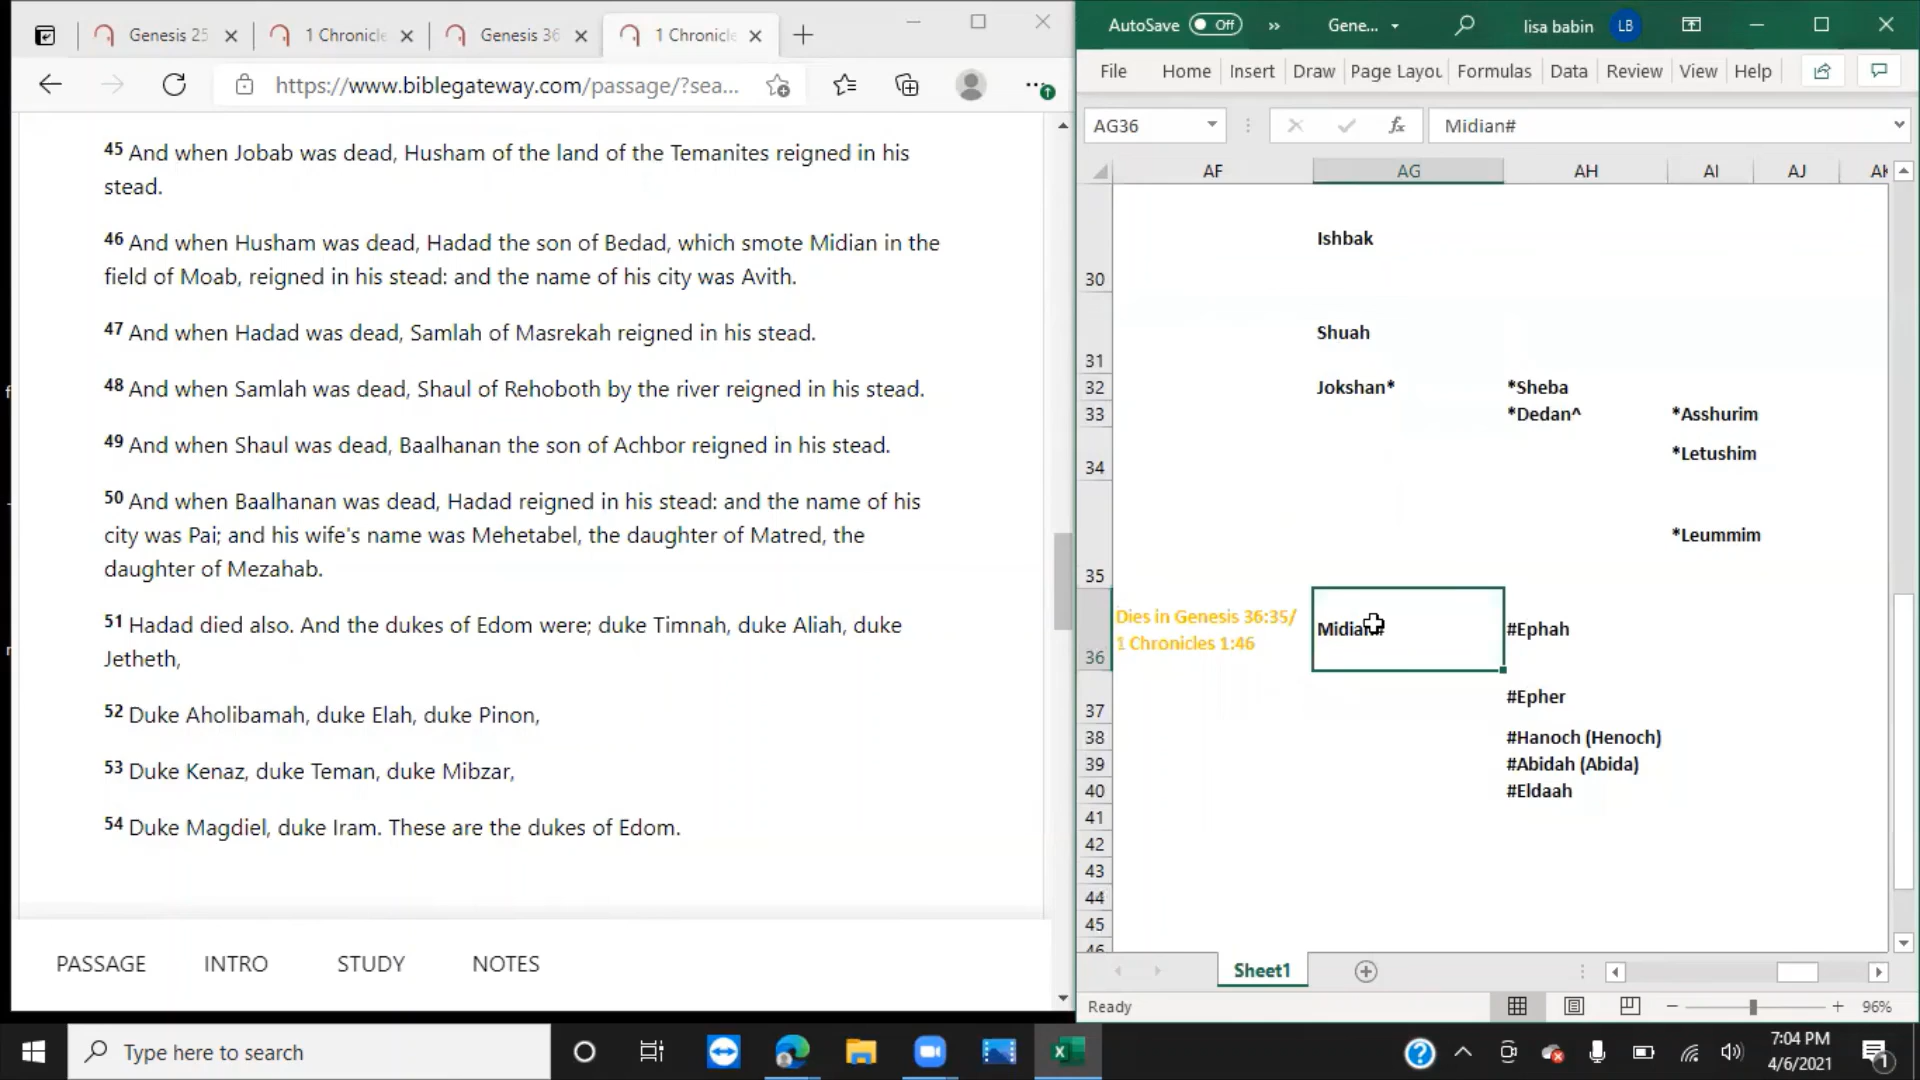 Genesis 25
1 Chronicle
Genesis 36
1 Chronicle
https://www.biblegateway.com/passage/?sea...
45 And when Jobab was dead, Husham of the land of the Temanites reigned in his
stead.
46 And when Husham was dead, Hadad the son of Bedad, which smote Midian in the
field of Moab, reigned in his stead: and the name of his city was Avith.
47 And when Hadad was dead, Samlah of Masrekah reigned in his stead.
48 And when Samlah was dead, Shaul of Rehoboth by the river reigned in his stead.
49 And when Shaul was dead, Baalhanan the son of Achbor reigned in his stead.
50 And when Baalhanan was dead, Hadad reigned in his stead: and the name of his
city was Pai; and his wife's name was Mehetabel, the daughter of Matred, the
daughter of Mezahab.
51 Hadad died also. And the dukes of Edom were; duke Timnah, duke Aliah, duke
Jetheth,
52 Duke Aholibamah, duke Elah, duke Pinon,
53 Duke Kenaz, duke Teman, duke Mibzar,
54 Duke Magdiel, duke Iram. These are the dukes of Edom.
PASSAGE INTRO STUDY NOTES
AutoSave Off Gene... lisa babin LB
File Home Insert Draw Page Layou Formulas Data Review View Help
AG36 fx Midian#
AF AG AH AI AJ AK
30 Ishbak
31 Shuah
32 Jokshan* *Sheba
33 *Dedan^ *Asshurim
34 *Letushim
35 *Leummim
Dies in Genesis 36:35/
36 1 Chronicles 1:46 Midian# #Ephah
37 #Epher
38 #Hanoch (Henoch)
39 #Abidah (Abida)
40 #Eldaah
41
42
43
44
45
46
Sheet1
Ready 96%
Type here to search
7:04 PM
4/6/2021
1